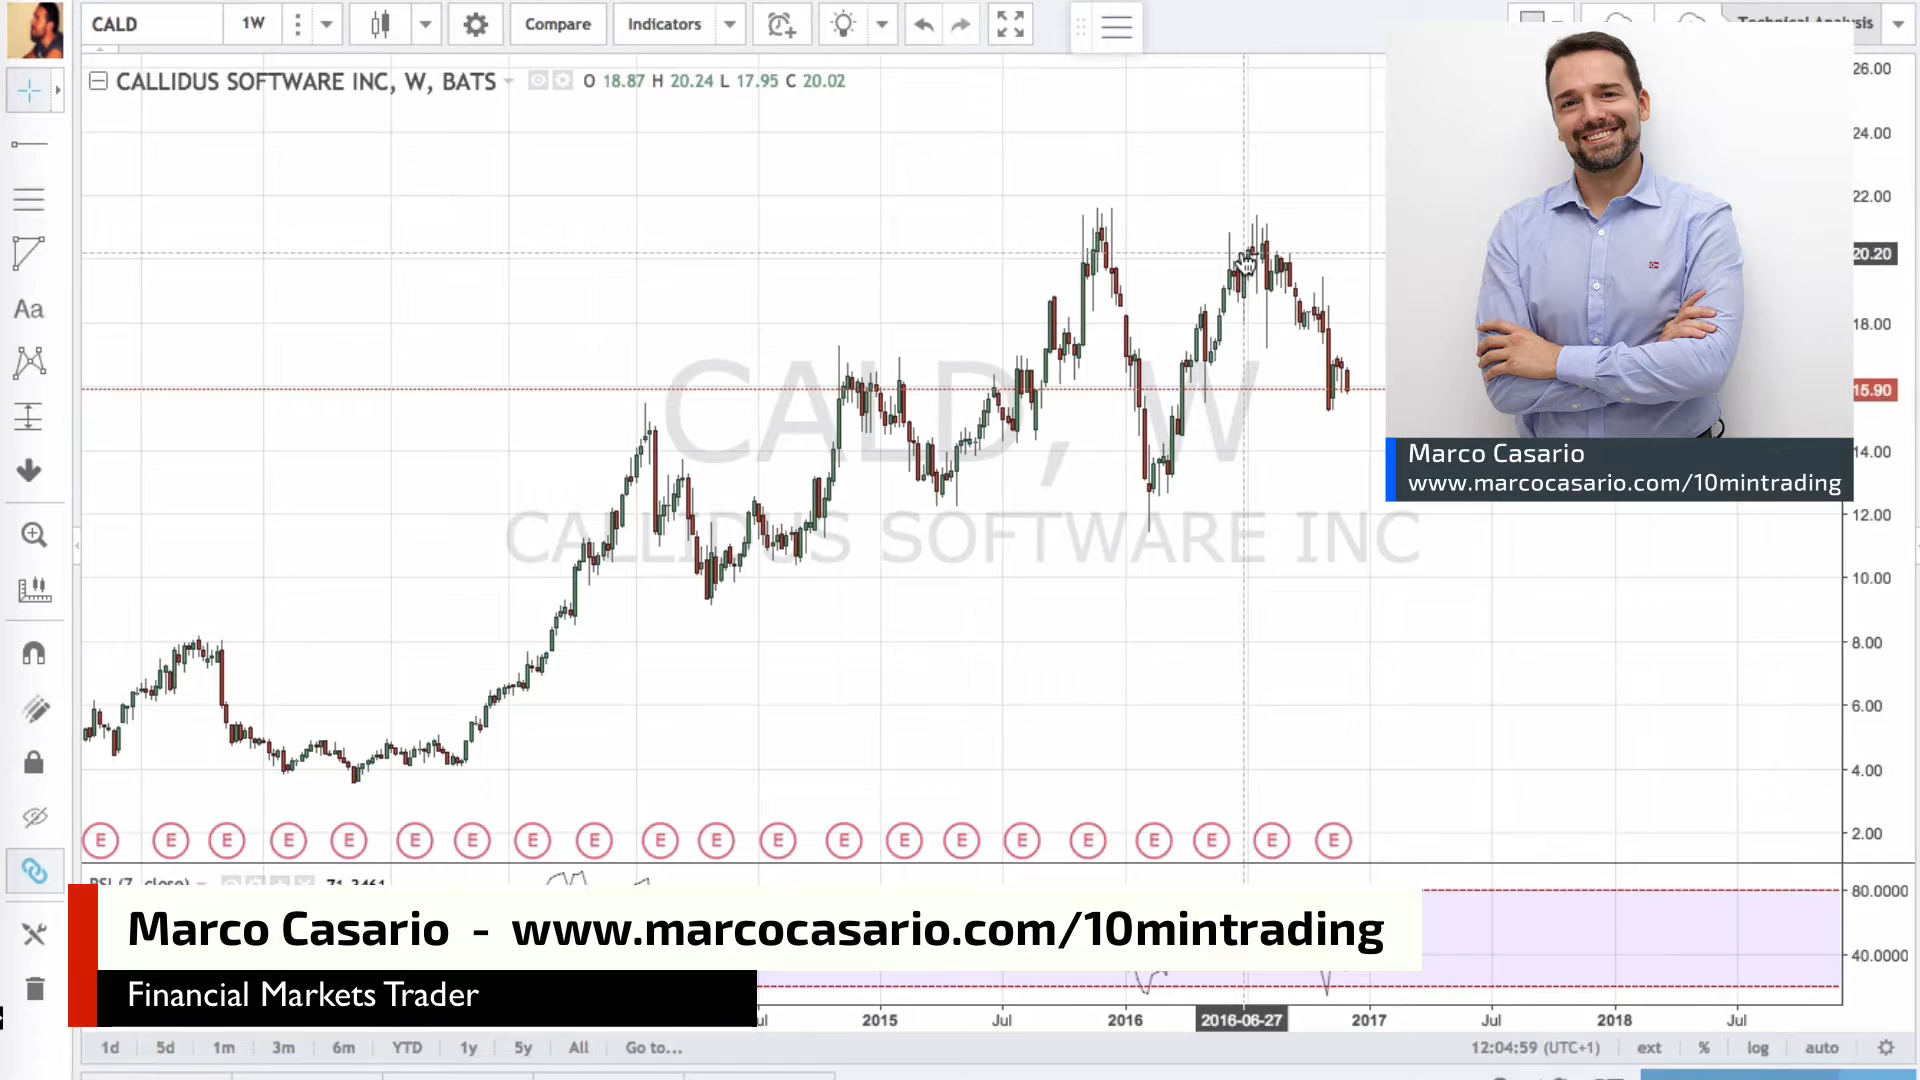 CALD 1W Compare Indicators
CALLIDUS SOFTWARE INC, W, BATS O 18.87 H 20.24 L 17.95 C 20.02
26.00
24.00
22.00
20.20
18.00
15.90
14.00
12.00
10.00
8.00
6.00
4.00
2.00
Aa
CALD, W
CALLIDUS SOFTWARE INC
Marco Casario
www.marcocasario.com/10mintrading
E E E E E E E E E E E E E E E E E E E E E
80.0000
40.0000
Marco Casario - www.marcocasario.com/10mintrading
Financial Markets Trader
2015 Jul 2016 2016-06-27 2017 Jul 2018 Jul
1d 5d 1m 3m 6m YTD 1y 5y All Go to... 12:04:59 (UTC+1) ext % log auto